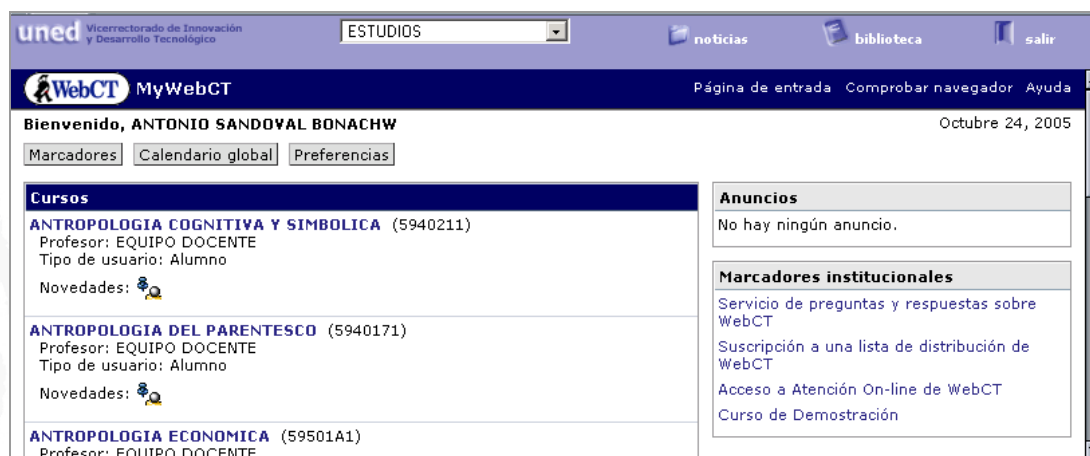 uned Vicerrectorado de Innovación
y Desarrollo Tecnológico
ESTUDIOS
noticias
biblioteca
salir
WebCT MyWebCT
Página de entrada Comprobar navegador Ayuda
Bienvenido, ANTONIO SANDOVAL BONACHW
Octubre 24, 2005
Marcadores Calendario global Preferencias
Cursos
ANTROPOLOGIA COGNITIVA Y SIMBOLICA (5940211)
Profesor: EQUIPO DOCENTE
Tipo de usuario: Alumno
Novedades:
ANTROPOLOGIA DEL PARENTESCO (5940171)
Profesor: EQUIPO DOCENTE
Tipo de usuario: Alumno
Novedades:
ANTROPOLOGIA ECONOMICA (59501A1)
Profesor: EQUIPO DOCENTE
Anuncios
No hay ningún anuncio.
Marcadores institucionales
Servicio de preguntas y respuestas sobre
WebCT
Suscripción a una lista de distribución de
WebCT
Acceso a Atención On-line de WebCT
Curso de Demostración